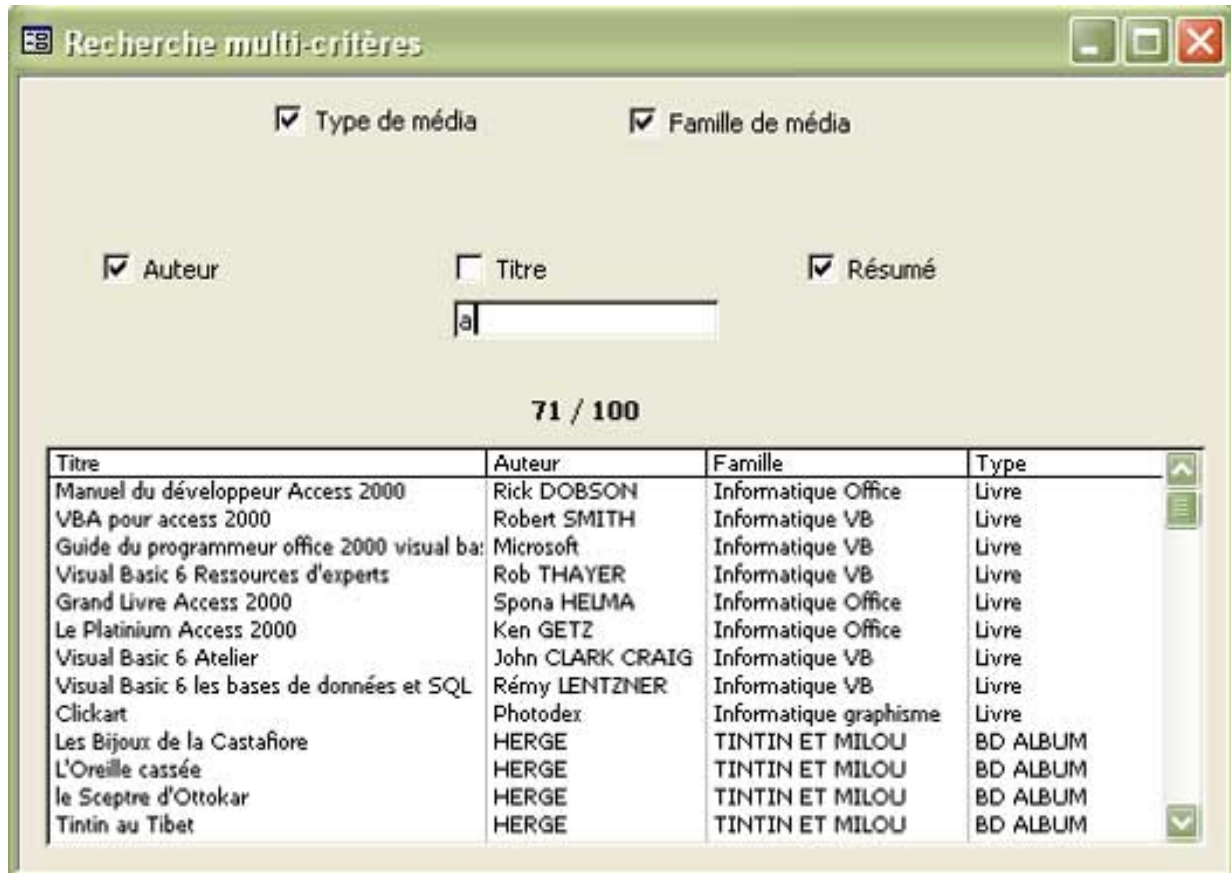 Recherche multi-critères
Type de média Famille de média
Auteur Titre Résumé
a
71 / 100
Titre Auteur Famille Type
Manuel du développeur Access 2000 Rick DOBSON Informatique Office Livre
VBA pour access 2000 Robert SMITH Informatique VB Livre
Guide du programmeur office 2000 visual ba Microsoft Informatique VB Livre
Visual Basic 6 Ressources d'experts Rob THAYER Informatique VB Livre
Grand Livre Access 2000 Spona HELMA Informatique Office Livre
Le Platinium Access 2000 Ken GETZ Informatique Office Livre
Visual Basic 6 Atelier John CLARK CRAIG Informatique VB Livre
Visual Basic 6 les bases de données et SQL Rémy LENTZNER Informatique VB Livre
Clickart Photodex Informatique graphisme Livre
Les Bijoux de la Castafiore HERGE TINTIN ET MILOU BD ALBUM
L'Oreille cassée HERGE TINTIN ET MILOU BD ALBUM
le Sceptre d'Ottokar HERGE TINTIN ET MILOU BD ALBUM
Tintin au Tibet HERGE TINTIN ET MILOU BD ALBUM